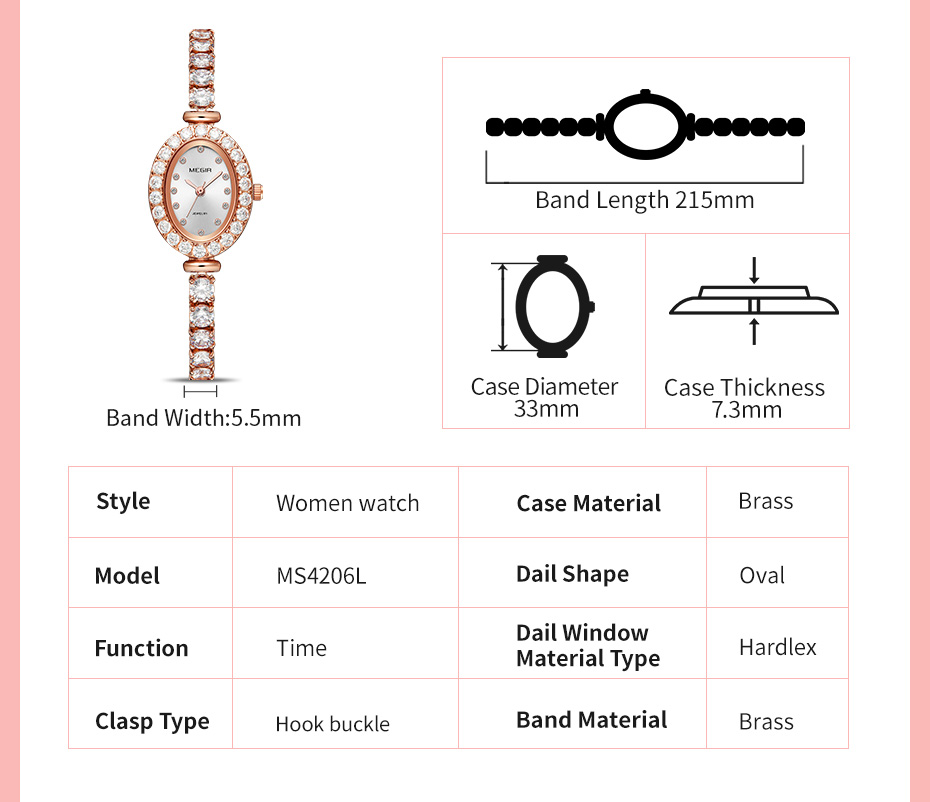 MEGIR
JEWELRY
Band Width:5.5mm
Band Length 215mm
Case Diameter
33mm
Case Thickness
7.3mm
Style
Women watch
Case Material
Brass
Model
MS4206L
Dail Shape
Oval
Function
Time
Dail Window
Material Type
Hardlex
Clasp Type
Hook buckle
Band Material
Brass